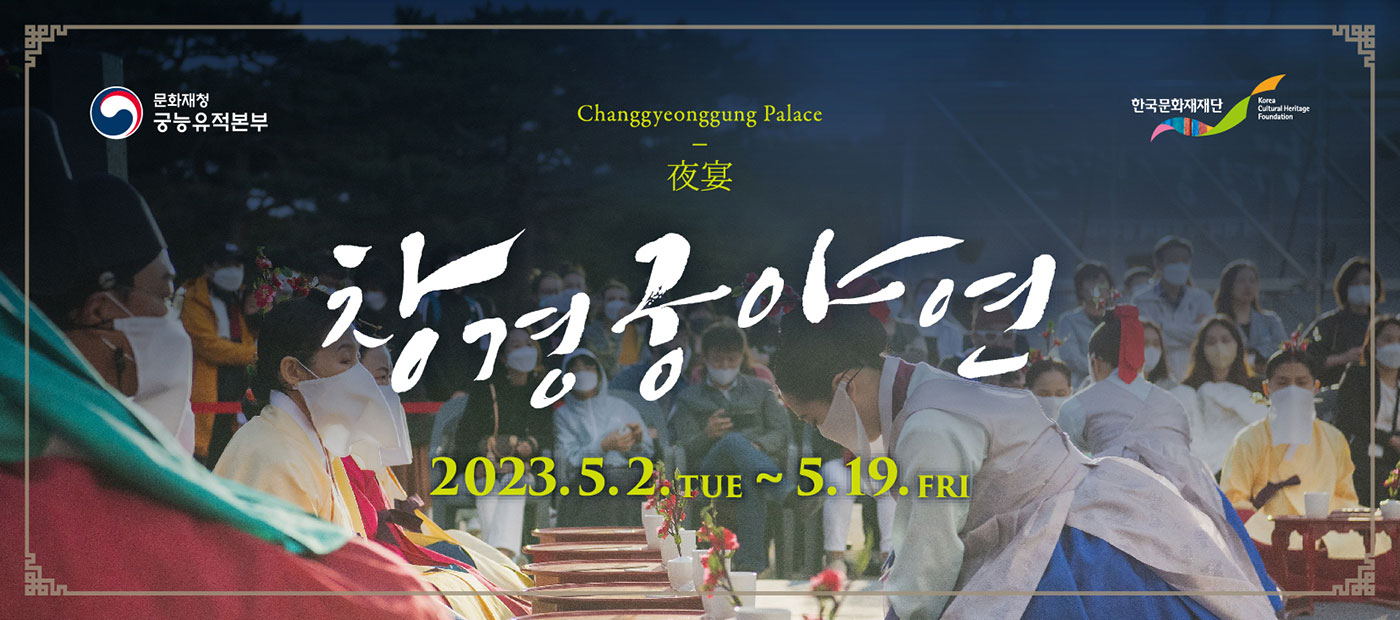 문화재청
궁능유적본부
Changgyeonggung Palace
夜宴
한국문화재재단
Korea
Cultural Heritage
Foundation
창경궁야연
2023. 5. 2. TUE ~ 5. 19. FRI